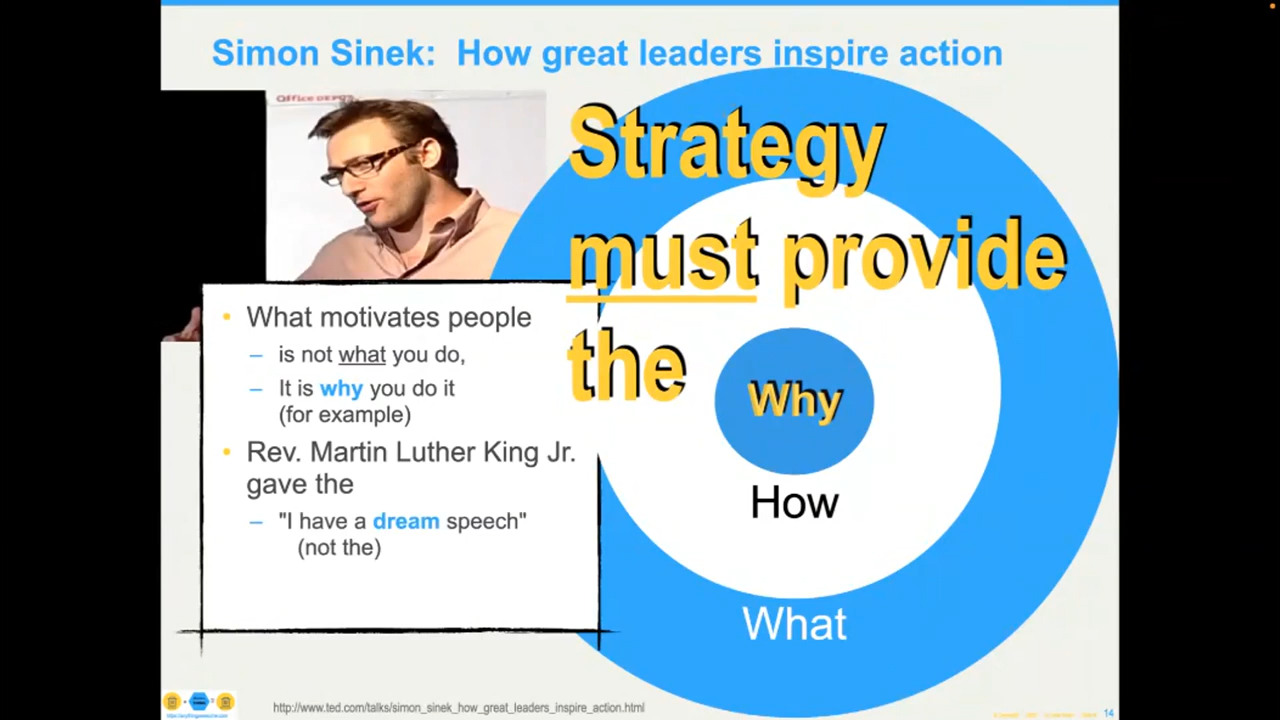 Simon Sinek: How great leaders inspire action
Office DEPOT
Strategy
must provide
the
Why
How
What
• What motivates people
– is not what you do,
– It is why you do it
(for example)
• Rev. Martin Luther King Jr.
gave the
– "I have a dream speech"
(not the)
http://www.ted.com/talks/simon_sinek_how_great_leaders_inspire_action.html
14